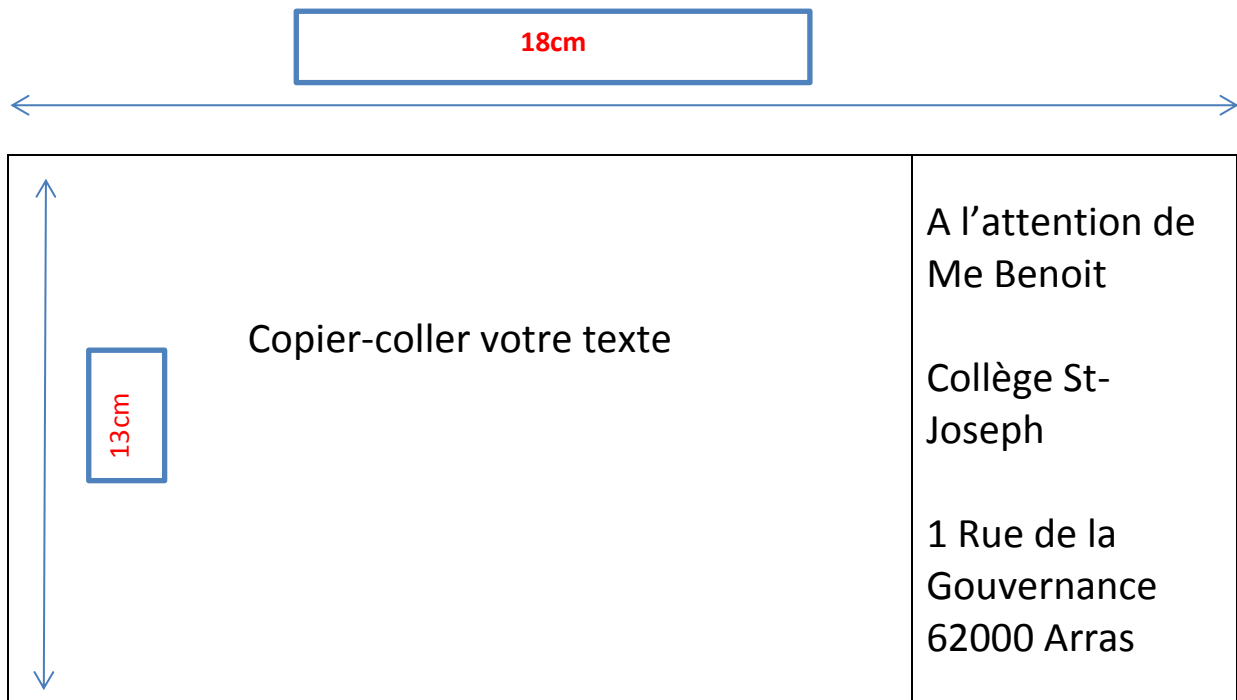 18cm
Copier-coller votre texte
13cm
A l’attention de
Me Benoit
Collège St-
Joseph
1 Rue de la
Gouvernance
62000 Arras